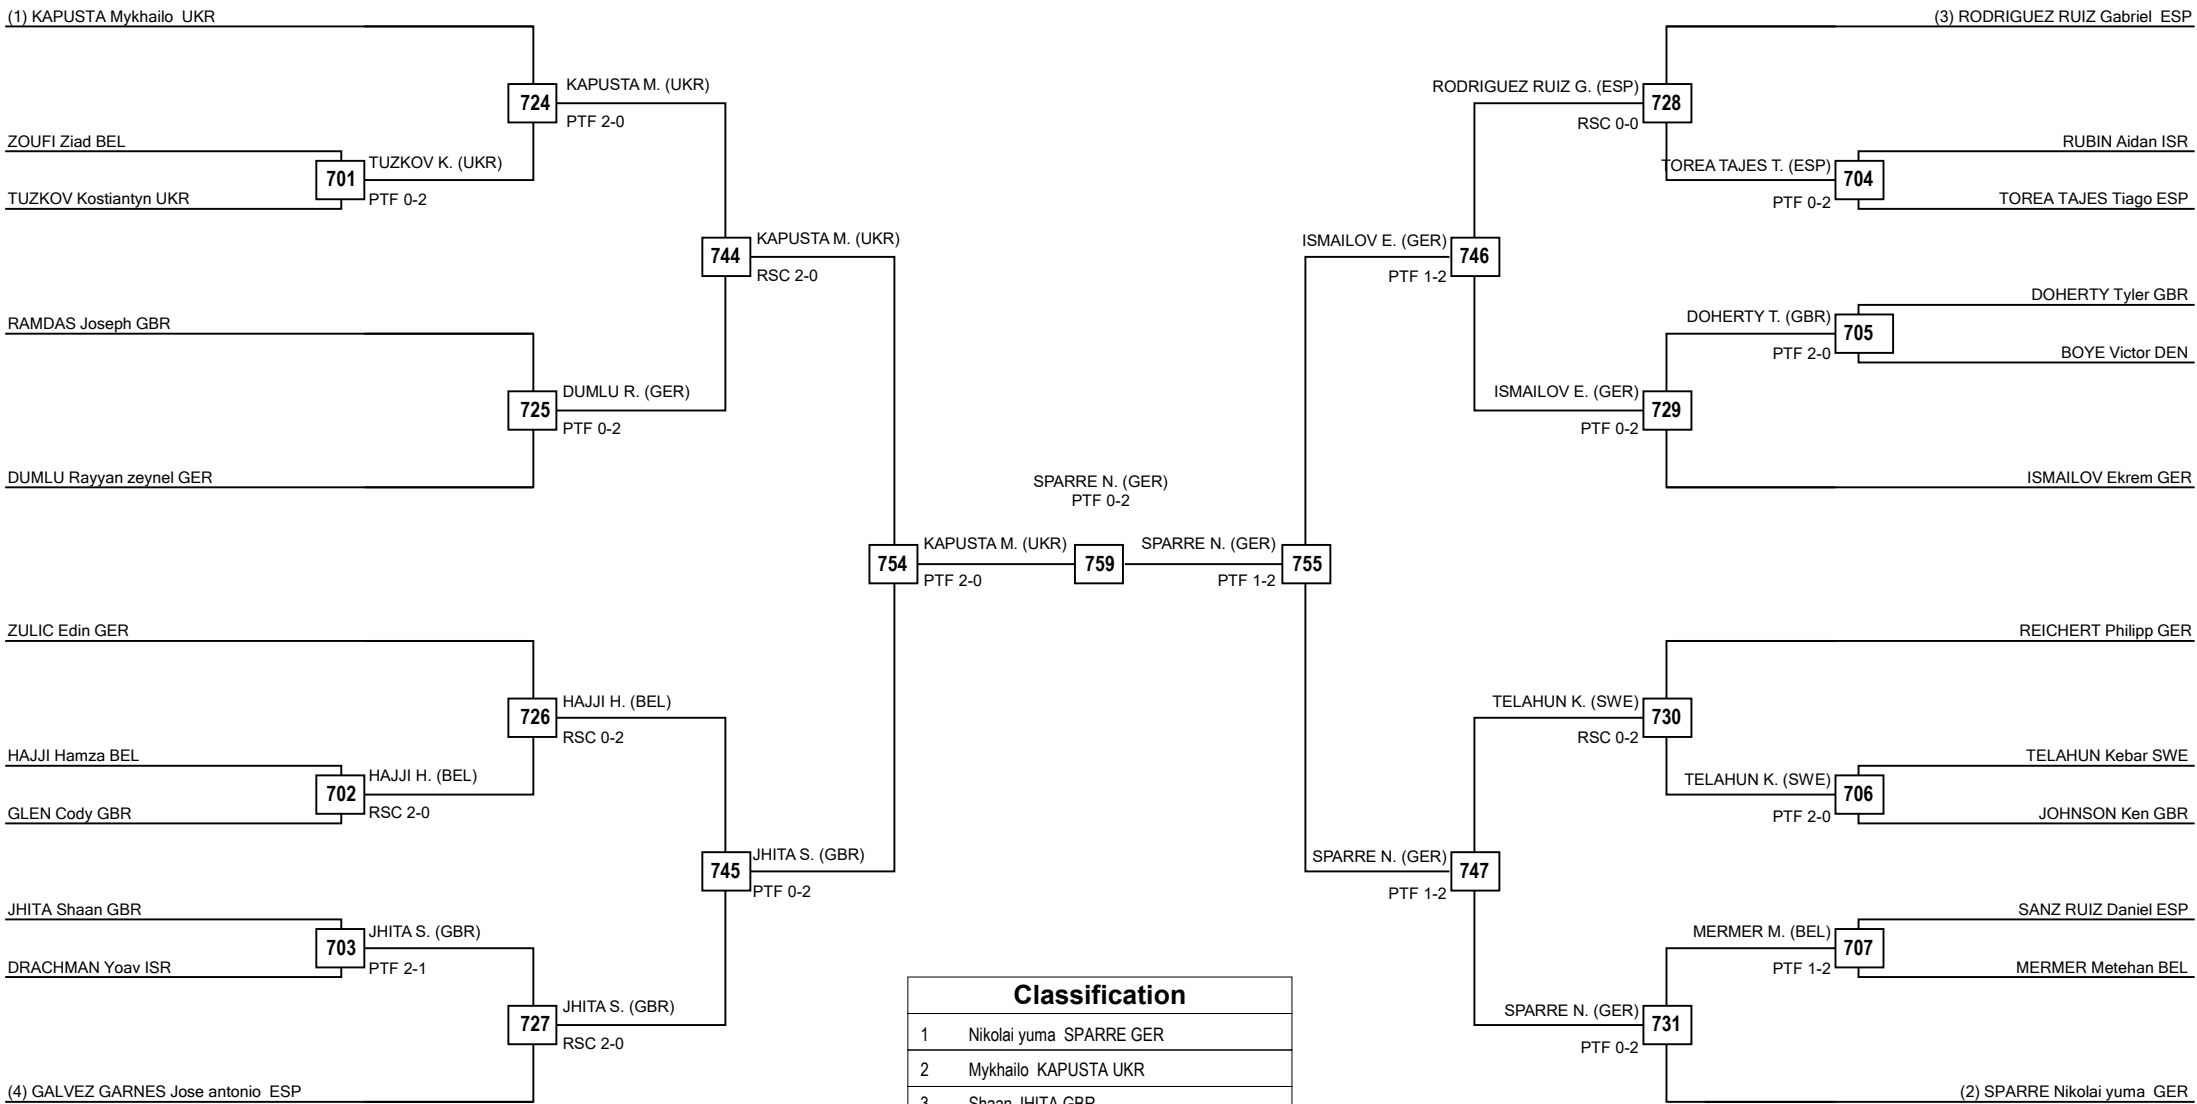 (1) KAPUSTA Mykhailo UKR
724
KAPUSTA M. (UKR)
PTF 2-0
ZOUFI Ziad BEL
701
TUZKOV K. (UKR)
PTF 0-2
TUZKOV Kostiantyn UKR
744
KAPUSTA M. (UKR)
RSC 2-0
RAMDAS Joseph GBR
725
DUMLU R. (GER)
PTF 0-2
DUMLU Rayyan zeynel GER
754
KAPUSTA M. (UKR)
PTF 2-0
ZULIC Edin GER
726
HAJJI H. (BEL)
RSC 0-2
HAJJI Hamza BEL
702
HAJJI H. (BEL)
RSC 2-0
GLEN Cody GBR
745
JHITA S. (GBR)
PTF 0-2
JHITA Shaan GBR
703
JHITA S. (GBR)
PTF 2-1
DRACHMAN Yoav ISR
727
JHITA S. (GBR)
RSC 2-0
(4) GALVEZ GARNES Jose antonio ESP
SPARRE N. (GER)
PTF 0-2
759
(3) RODRIGUEZ RUIZ Gabriel ESP
RODRIGUEZ RUIZ G. (ESP)
728
RSC 0-0
RUBIN Aidan ISR
TOREA TAJES T. (ESP)
704
PTF 0-2
TOREA TAJES Tiago ESP
ISMAILOV E. (GER)
746
PTF 1-2
DOHERTY Tyler GBR
DOHERTY T. (GBR)
705
PTF 2-0
BOYE Victor DEN
ISMAILOV E. (GER)
729
PTF 0-2
ISMAILOV Ekrem GER
SPARRE N. (GER)
755
PTF 1-2
REICHERT Philipp GER
TELAHUN K. (SWE)
730
RSC 0-2
TELAHUN Kebar SWE
TELAHUN K. (SWE)
706
PTF 2-0
JOHNSON Ken GBR
SPARRE N. (GER)
747
PTF 1-2
SANZ RUIZ Daniel ESP
MERMER M. (BEL)
707
PTF 1-2
MERMER Metehan BEL
SPARRE N. (GER)
731
PTF 0-2
(2) SPARRE Nikolai yuma GER
Classification
1 Nikolai yuma SPARRE GER
2 Mykhailo KAPUSTA UKR
3 Shaan JHITA GBR